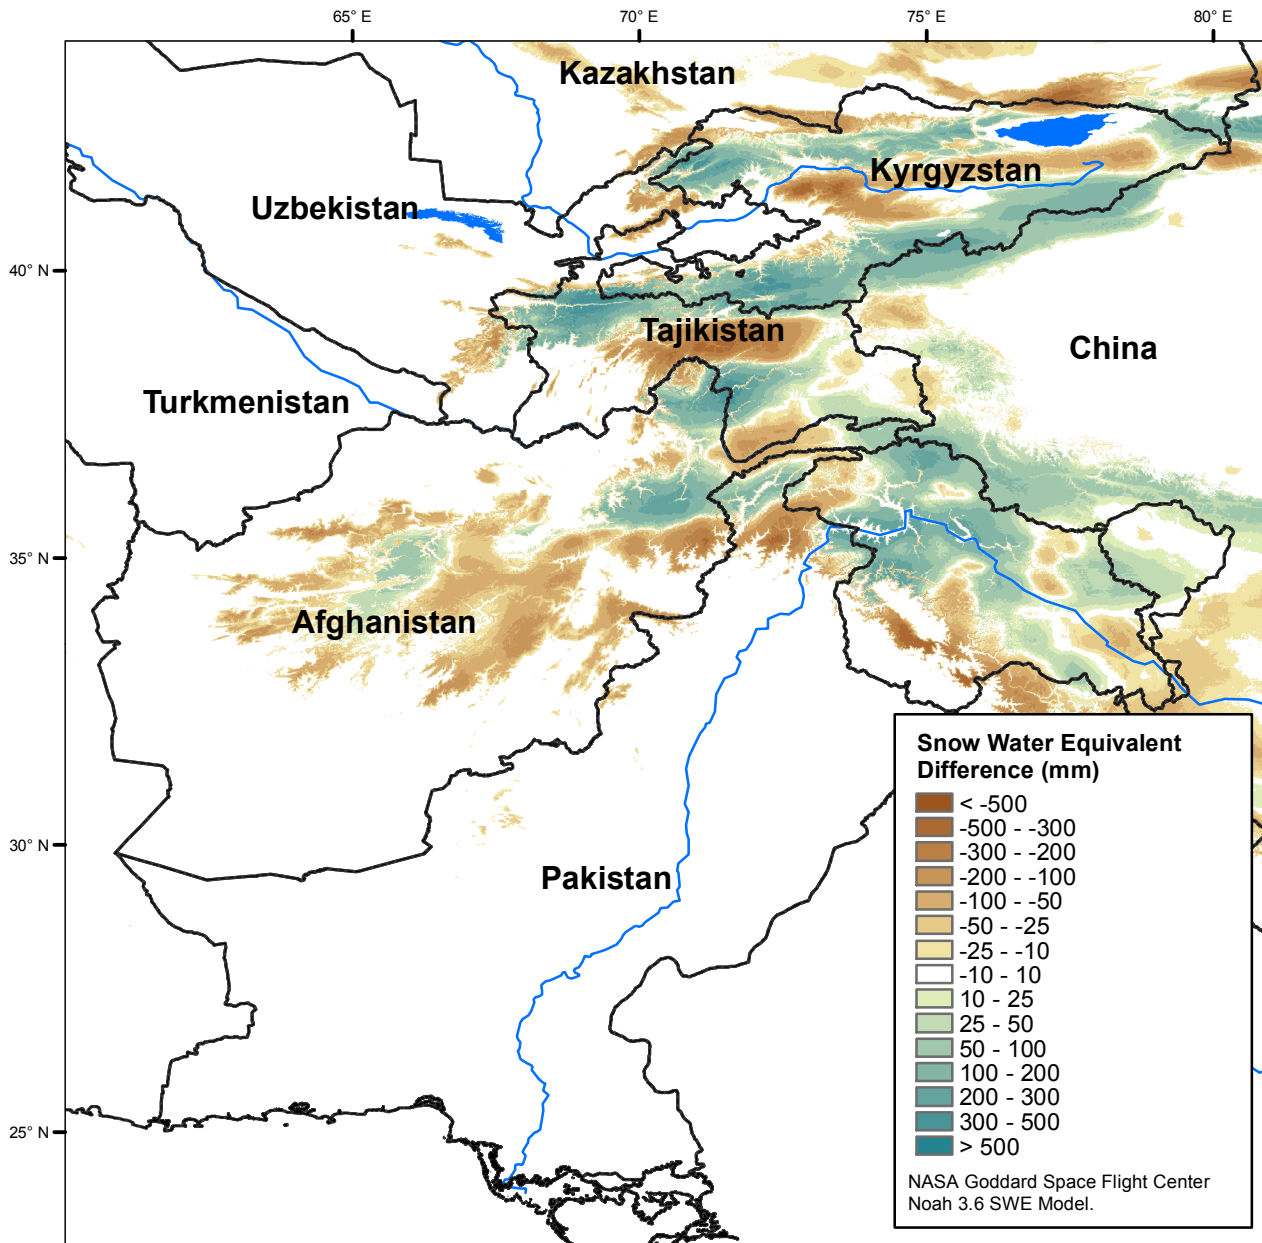 65° E
70° E
75° E
80° E
Kazakhstan
Kyrgyzstan
Uzbekistan
40° N
Tajikistan
China
Turkmenistan
35° N
Afghanistan
Snow Water Equivalent
Difference (mm)
< -500
-500 - -300
-300 - -200
-200 - -100
-100 - -50
-50 - -25
-25 - -10
-10 - 10
10 - 25
25 - 50
50 - 100
100 - 200
200 - 300
300 - 500
> 500
NASA Goddard Space Flight Center
Noah 3.6 SWE Model.
30° N
Pakistan
25° N